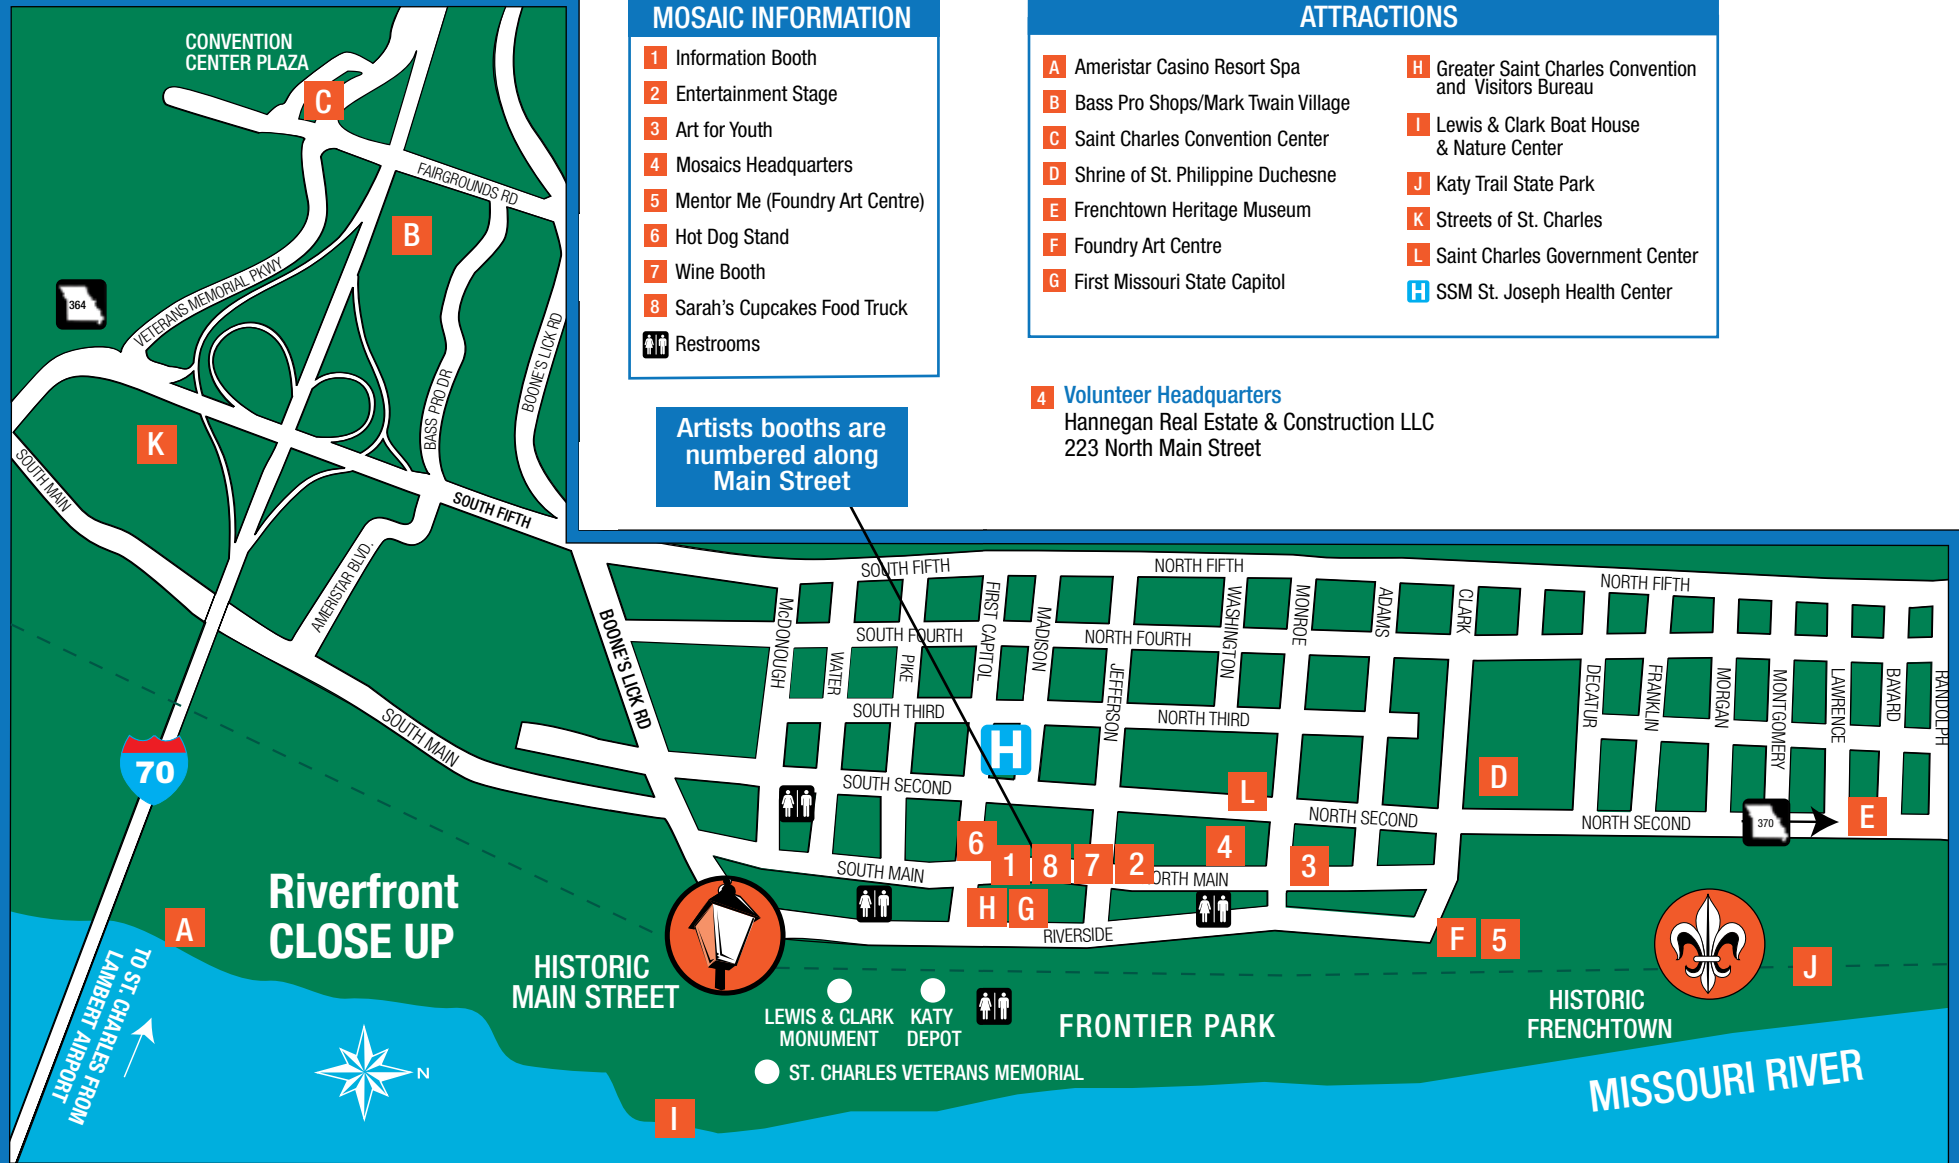 MOSAIC INFORMATION
1 Information Booth
2 Entertainment Stage
3 Art for Youth
4 Mosaics Headquarters
5 Mentor Me (Foundry Art Centre)
6 Hot Dog Stand
7 Wine Booth
8 Sarah's Cupcakes Food Truck
Restrooms
ATTRACTIONS
A Ameristar Casino Resort Spa
B Bass Pro Shops/Mark Twain Village
C Saint Charles Convention Center
D Shrine of St. Philippine Duchesne
E Frenchtown Heritage Museum
F Foundry Art Centre
G First Missouri State Capitol
H Greater Saint Charles Convention
and Visitors Bureau
I Lewis & Clark Boat House
& Nature Center
J Katy Trail State Park
K Streets of St. Charles
L Saint Charles Government Center
H SSM St. Joseph Health Center
4 Volunteer Headquarters
Hannegan Real Estate & Construction LLC
223 North Main Street
Artists booths are
numbered along
Main Street
CONVENTION
CENTER PLAZA
C
FAIRGROUNDS RD
B
VETERANS MEMORIAL PKWY
364
BOONE'S LICK RD
BASS PRO DR
K
SOUTH MAIN
SOUTH FIFTH
AMERISTAR BLVD.
BOONE'S LICK RD
SOUTH MAIN
70
SOUTH FIFTH
NORTH FIFTH
NORTH FIFTH
McDONOUGH
WATER
PIKE
FIRST CAPITOL
MADISON
JEFFERSON
WASHINGTON
MONROE
ADAMS
CLARK
DECATUR
FRANKLIN
MORGAN
MONTGOMERY
LAWRENCE
BAYARD
RANDOLPH
SOUTH FOURTH
NORTH FOURTH
SOUTH THIRD
NORTH THIRD
H
SOUTH SECOND
L
D
NORTH SECOND
NORTH SECOND
370
E
6
1
8
7
2
4
3
SOUTH MAIN
ORTH MAIN
H
G
RIVERSIDE
F
5
J
A
Riverfront
CLOSE UP
HISTORIC
MAIN STREET
LEWIS & CLARK
MONUMENT
KATY
DEPOT
FRONTIER PARK
ST. CHARLES VETERANS MEMORIAL
HISTORIC
FRENCHTOWN
TO ST. CHARLES FROM
LAMBERT AIRPORT
N
I
MISSOURI RIVER